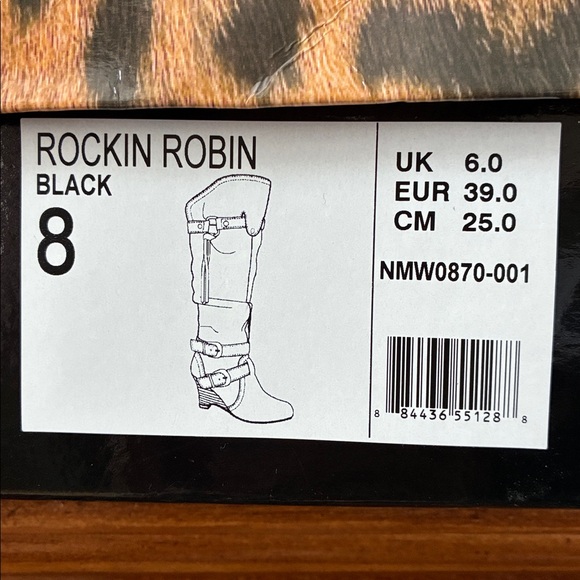 ROCKIN ROBIN
BLACK
8
UK 6.0
EUR 39.0
CM 25.0
NMW0870-001
8 84436 55128 8